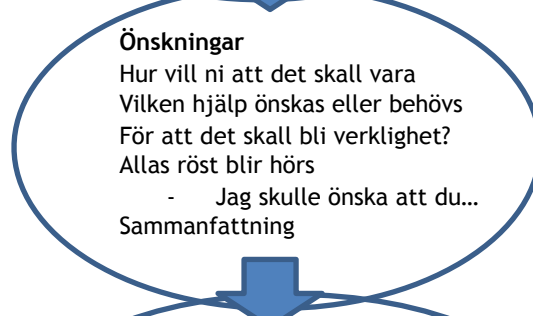 Önskningar
Hur vill ni att det skall vara
Vilken hjälp önskas eller behövs
För att det skall bli verklighet?
Allas röst blir hörs
- Jag skulle önska att du…
Sammanfattning